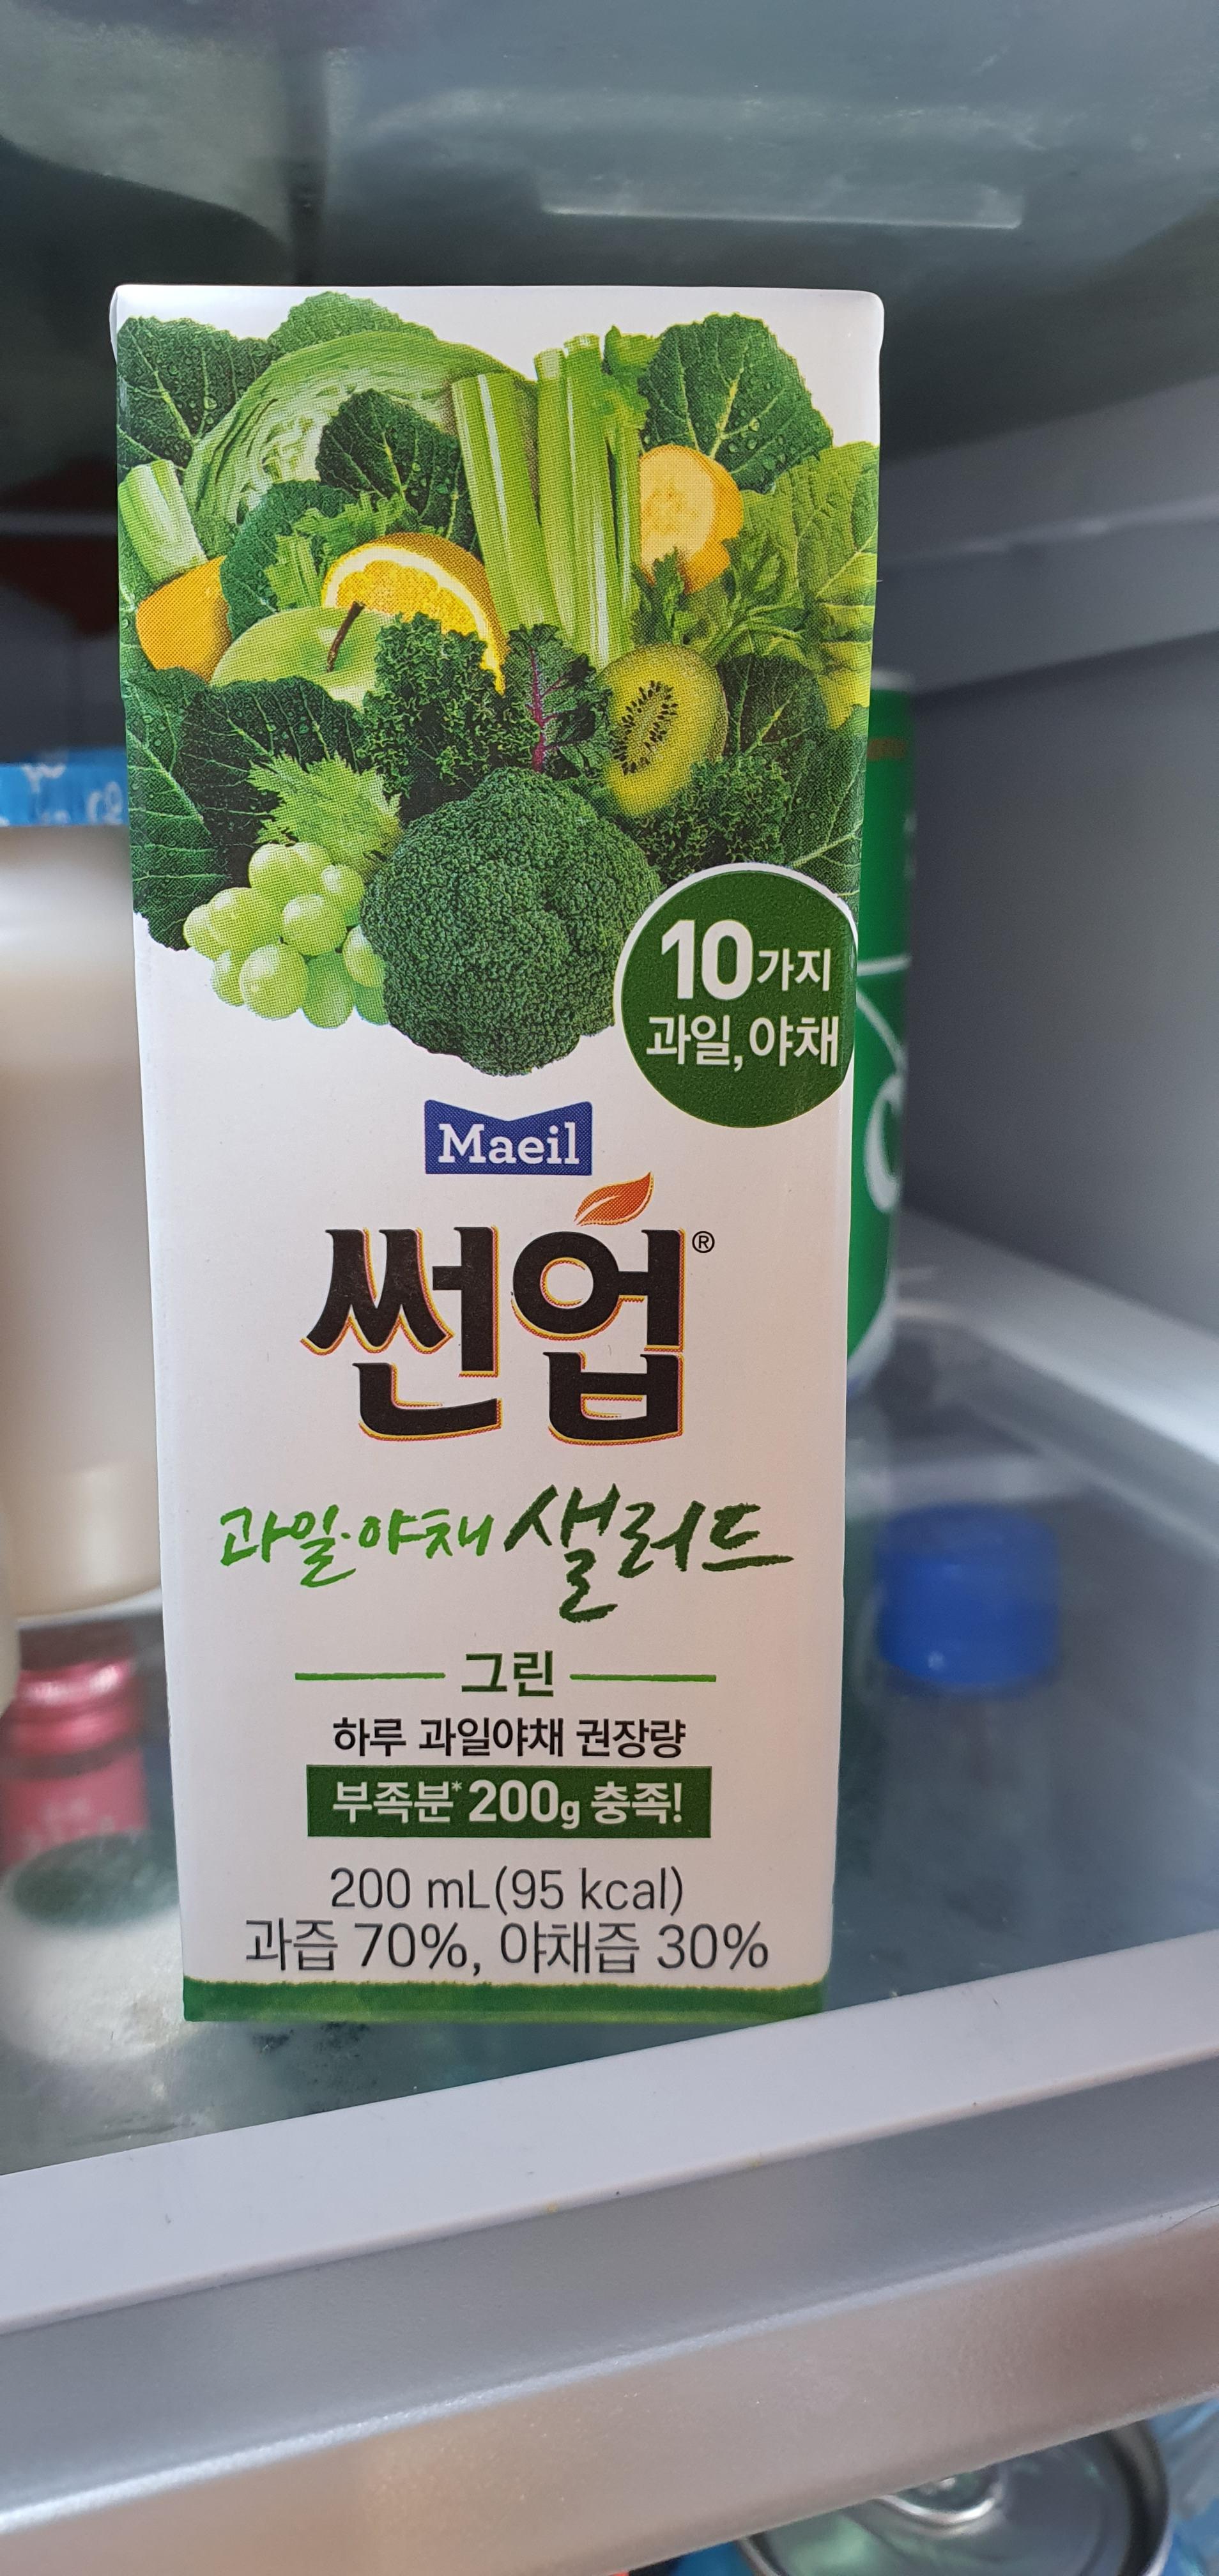 10가지
과일,야채
Maeil
썬업®
과일·야채 샐러드
그린
하루 과일야채 권장량
부족분* 200g 충족!
200 mL(95 kcal)
과즙 70%, 야채즙 30%